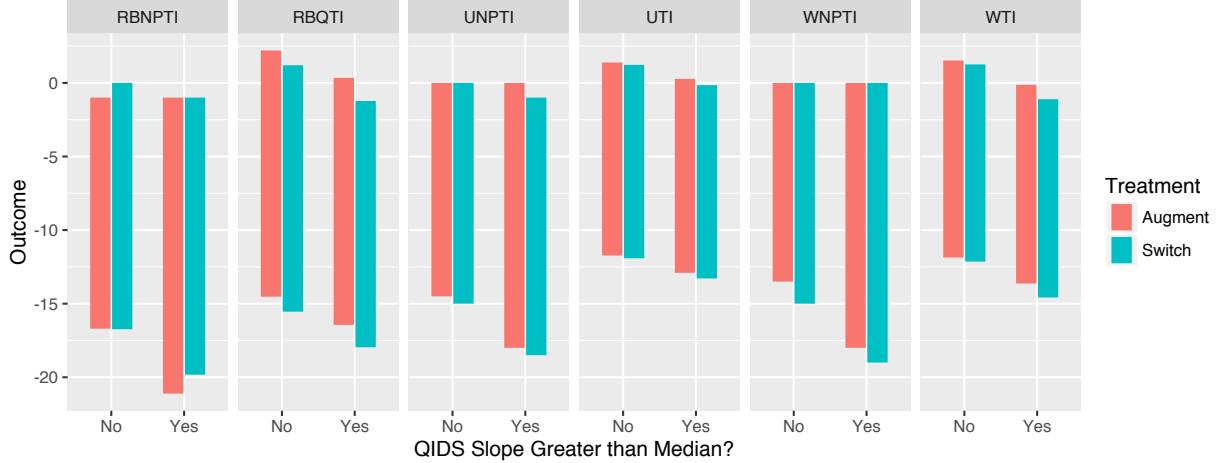 RBNPTI RBQTI UNPTI UTI WNPTI WTI
0
-5
-10
-15
-20
Outcome
No Yes No Yes No Yes No Yes No Yes No Yes
QIDS Slope Greater than Median?
Treatment
Augment
Switch